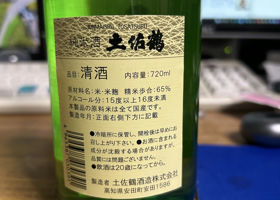 土佐鶴
品目 清酒 内容量:720ml
原材料名:米・米麹 精米歩合:65%
アルコール分:15度以上16度未満
本製品の原料米は全て国産です。
製造年月:正面右側下方に記載
●冷暗所に保管し、開栓後は早めにお
召し上がり下さい。●お酒に含まれる
成分が沈殿する場合がありますが、
品質には問題ございません。
●飲酒は20歳になってから。
製造者 土佐鶴酒造株式会社
高知県安田町安田1586